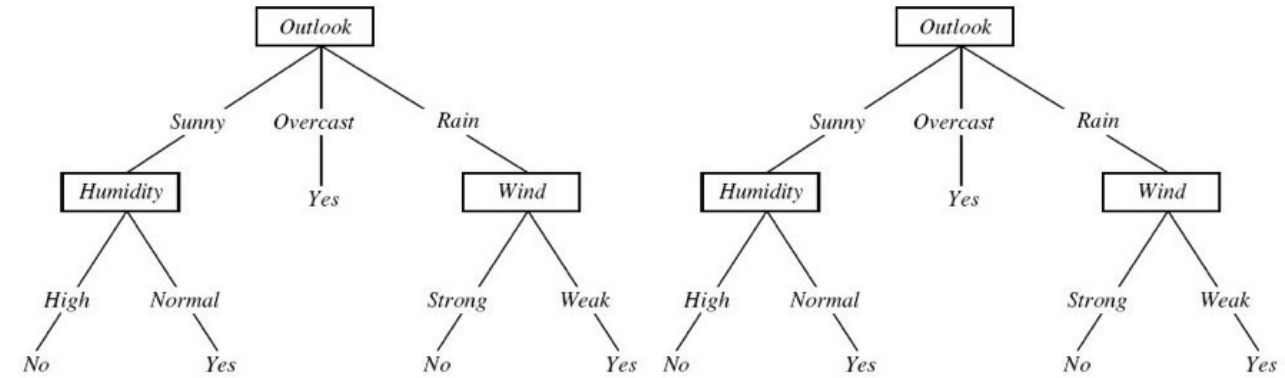 Outlook
Outlook
Sunny Overcast Rain
Sunny Overcast Rain
Humidity Yes Wind
Humidity Yes Wind
High Normal Strong Weak
High Normal Strong Weak
No Yes No Yes
No Yes No Yes